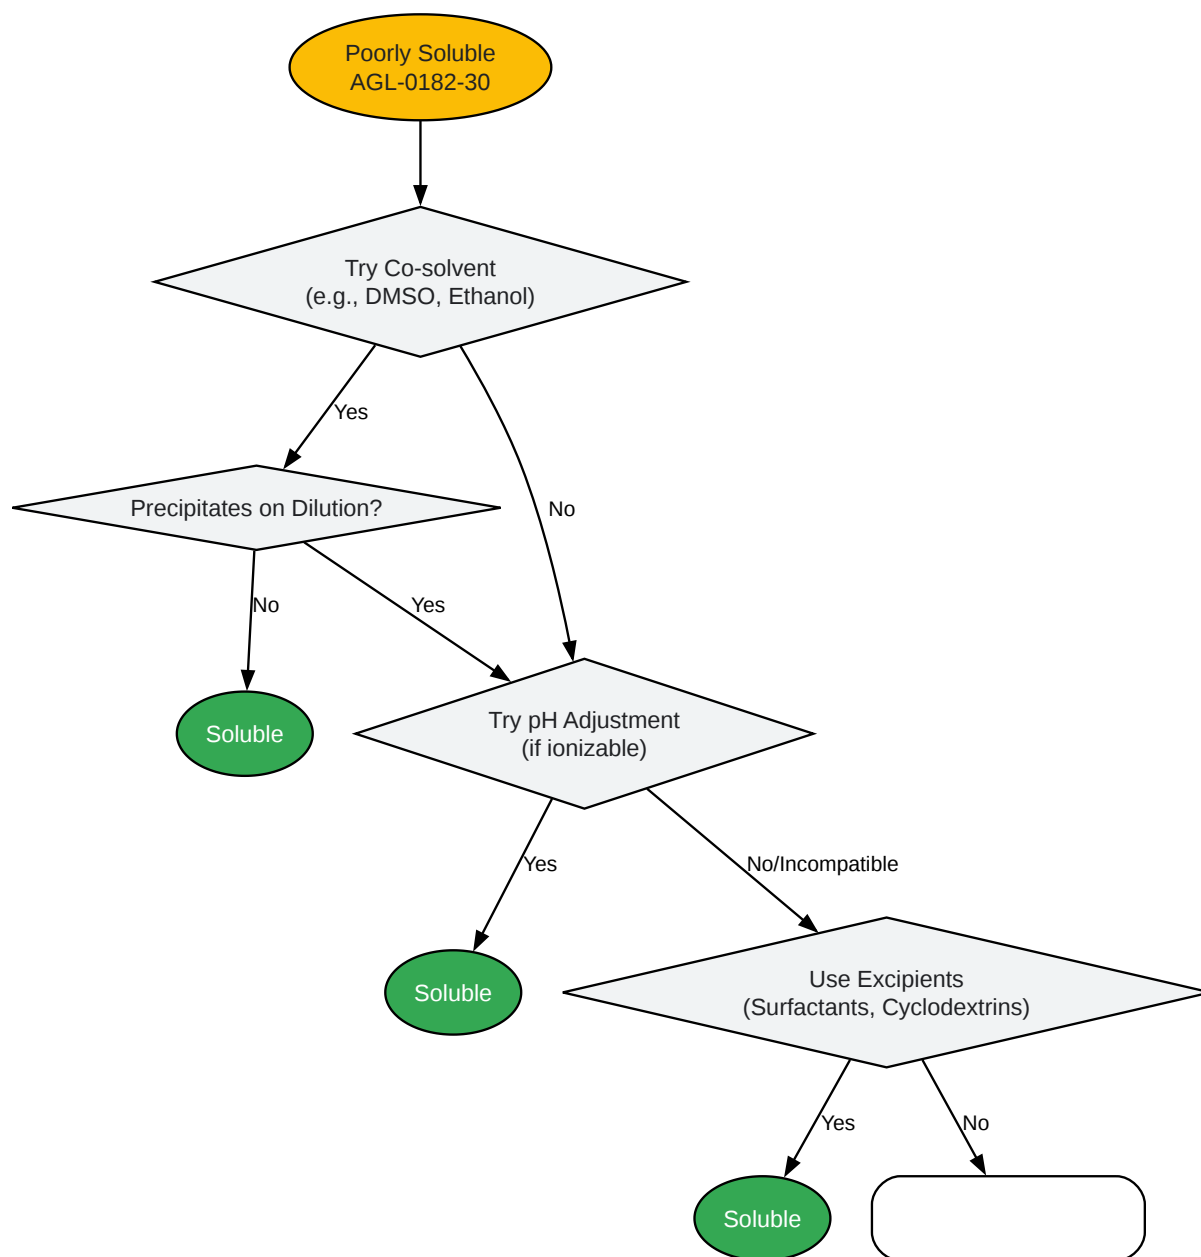 Poorly Soluble
AGL-0182-30
Try Co-solvent
(e.g., DMSO, Ethanol)
Yes
No
Precipitates on Dilution?
No
Yes
Soluble
Try pH Adjustment
(if ionizable)
Yes
No/Incompatible
Soluble
Use Excipients
(Surfactants, Cyclodextrins)
Yes
No
Soluble